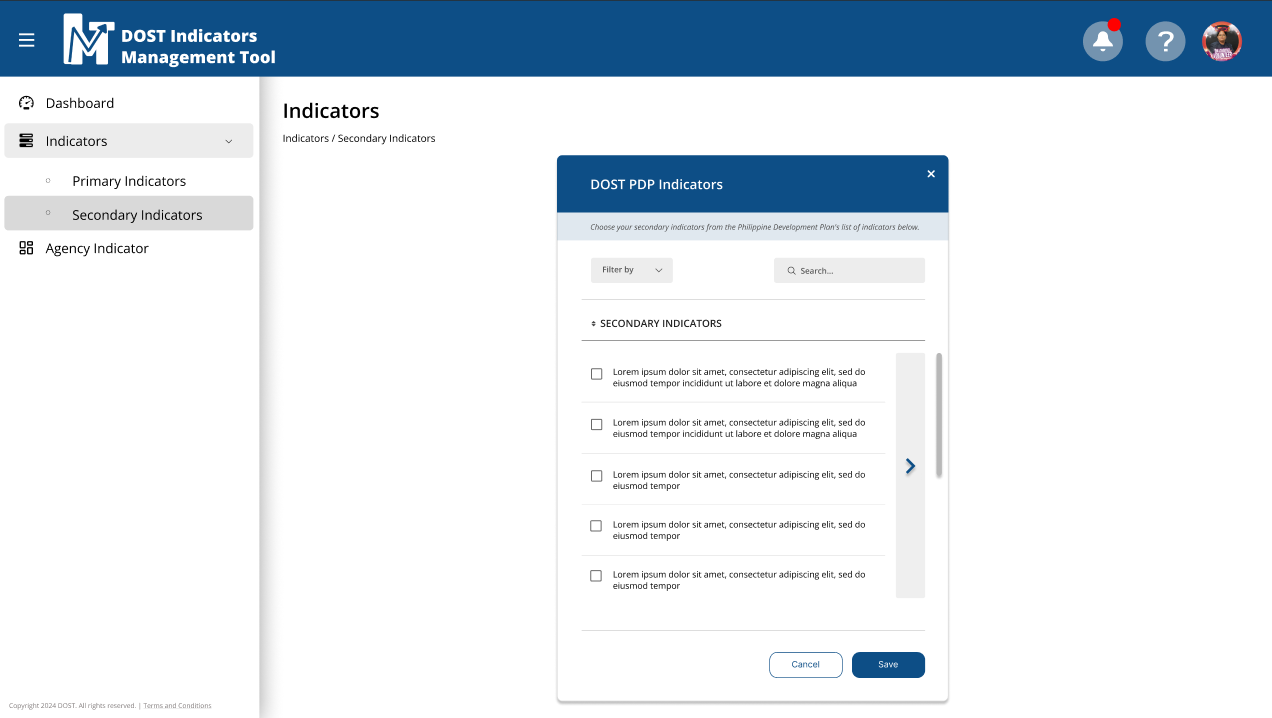 DOST Indicators
Management Tool
?
Dashboard
Indicators
Primary Indicators
Secondary Indicators
Agency Indicator
Indicators
Indicators / Secondary Indicators
DOST PDP Indicators
Choose your secondary indicators from the Philippine Development Plan's list of indicators below.
Filter by
Search...
SECONDARY INDICATORS
Lorem ipsum dolor sit amet, consectetur adipiscing elit, sed do
eiusmod tempor incididunt ut labore et dolore magna aliqua
Lorem ipsum dolor sit amet, consectetur adipiscing elit, sed do
eiusmod tempor incididunt ut labore et dolore magna aliqua
Lorem ipsum dolor sit amet, consectetur adipiscing elit, sed do
eiusmod tempor
Lorem ipsum dolor sit amet, consectetur adipiscing elit, sed do
eiusmod tempor
Lorem ipsum dolor sit amet, consectetur adipiscing elit, sed do
eiusmod tempor
Cancel
Save
Copyright 2024 DOST. All rights reserved. | Terms and Conditions